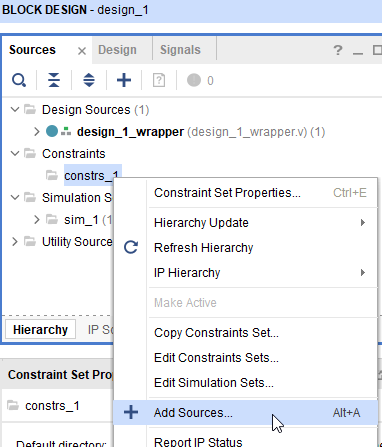 BLOCK DESIGN - design_1
Sources × Design Signals ? _
0
Design Sources (1)
design_1_wrapper (design_1_wrapper.v) (1)
Constraints
constrs_1
Simulation S
sim_1 (1
Utility Source
Hierarchy IP So
Constraint Set Prop
constrs_1
Default directory:
Constraint Set Properties... Ctrl+E
Hierarchy Update
Refresh Hierarchy
IP Hierarchy
Make Active
Copy Constraints Set...
Edit Constraints Sets...
Edit Simulation Sets...
Add Sources... Alt+A
Report IP Status